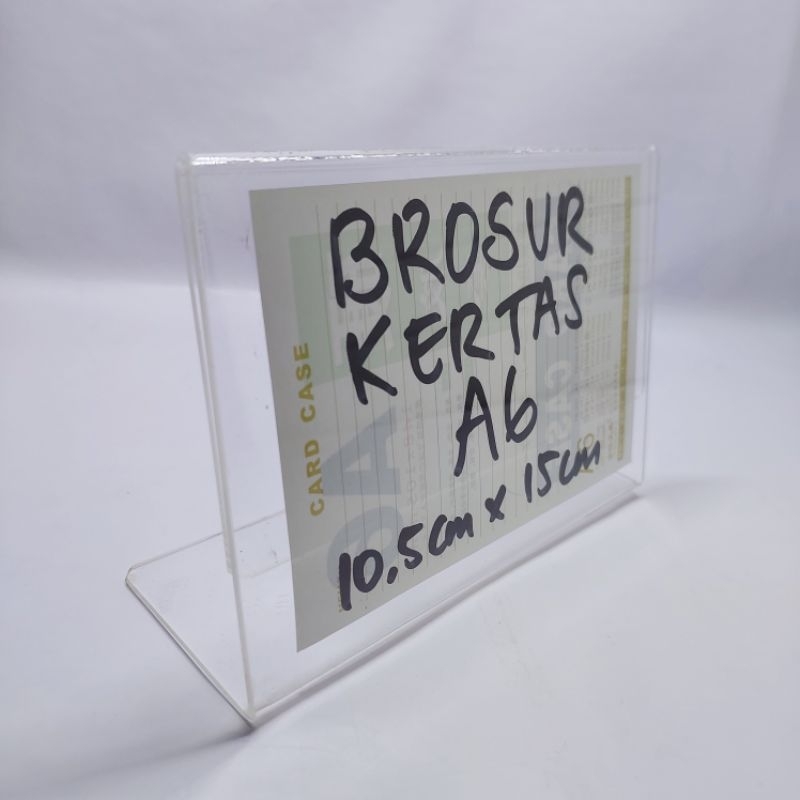 BROSUR
KERTAS
A6
10.5cm x 15cm
CARD CASE